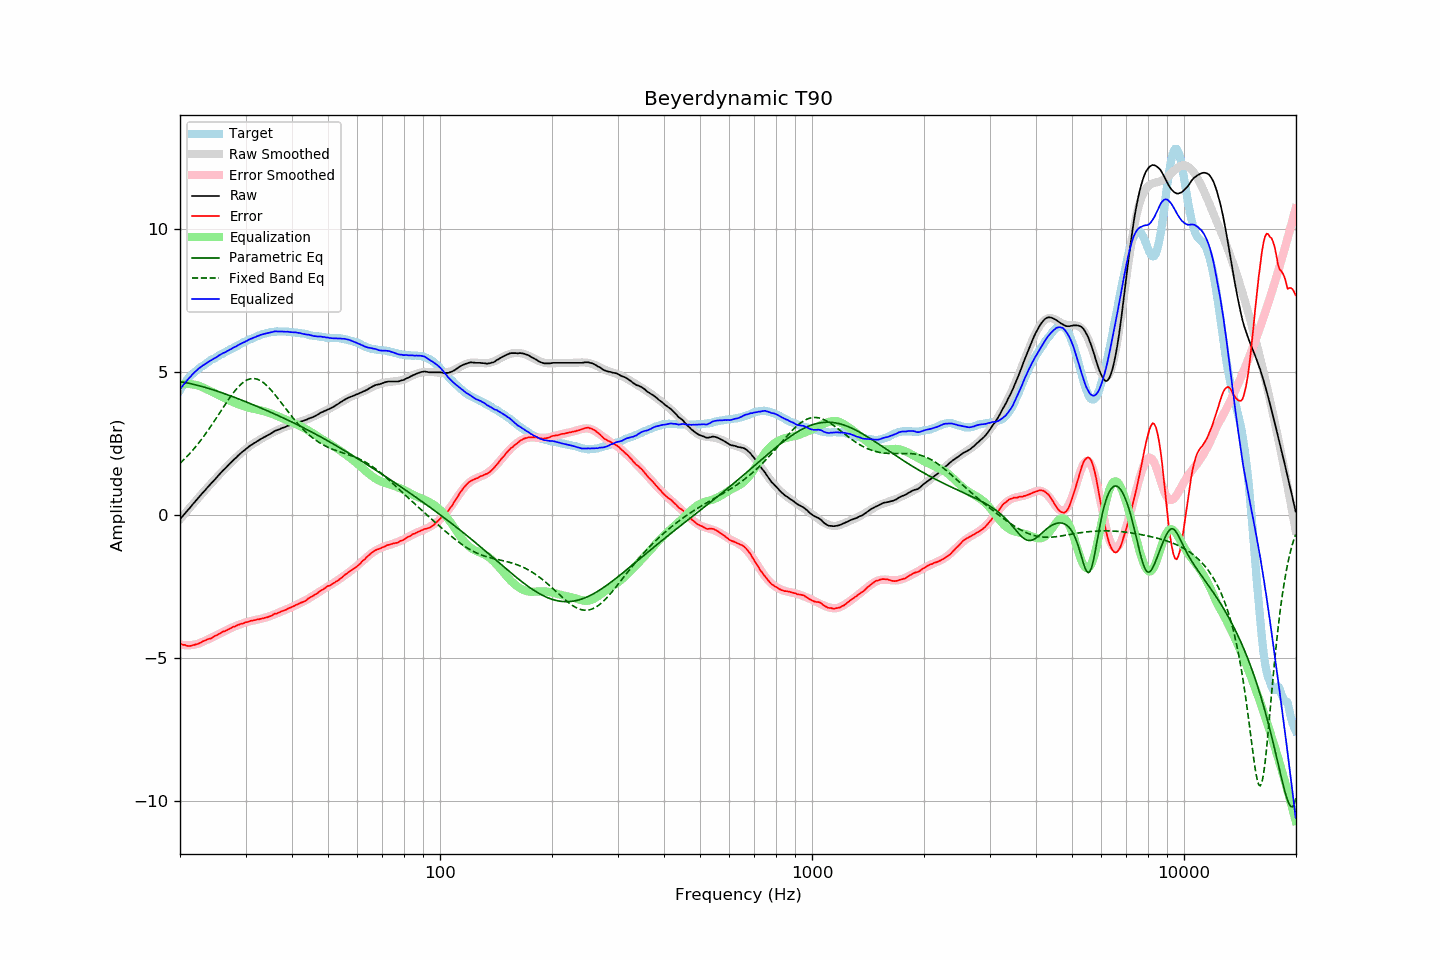 Beyerdynamic T90
Target
Raw Smoothed
Error Smoothed
Raw
Error
Equalization
Parametric Eq
Fixed Band Eq
Equalized
10
5
0
−5
−10
Amplitude (dBr)
100
1000
10000
Frequency (Hz)